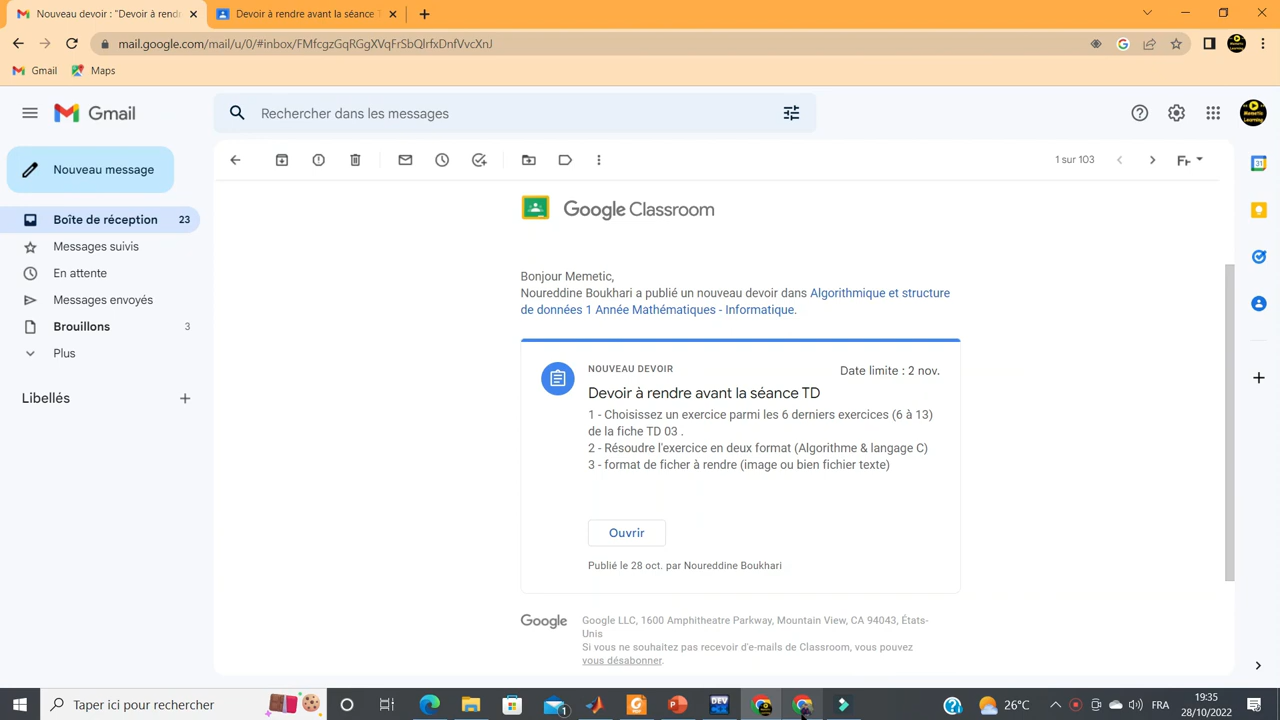 Nouveau devoir : "Devoir à rend
Devoir à rendre avant la séance T
mail.google.com/mail/u/0/#inbox/FMfcgzGqRGgXVqFrSbQJrfxDnfVvcXnJ
Gmail
Maps
Gmail
Rechercher dans les messages
Nouveau message
1 sur 103
Boîte de réception 23
Messages suivis
En attente
Messages envoyés
Brouillons 3
Plus
Libellés
Google Classroom
Bonjour Memetic,
Noureddine Boukhari a publié un nouveau devoir dans Algorithmique et structure
de données 1 Année Mathématiques - Informatique.
NOUVEAU DEVOIR
Date limite : 2 nov.
Devoir à rendre avant la séance TD
1 - Choisissez un exercice parmi les 6 derniers exercices (6 à 13)
de la fiche TD 03 .
2 - Résoudre l'exercice en deux format (Algorithme & langage C)
3 - format de ficher à rendre (image ou bien fichier texte)
Ouvrir
Publié le 28 oct. par Noureddine Boukhari
Google
Google LLC, 1600 Amphitheatre Parkway, Mountain View, CA 94043, États-
Unis
Si vous ne souhaitez pas recevoir d'e-mails de Classroom, vous pouvez
vous désabonner.
Taper ici pour rechercher
DEV
1
26°C
FRA
19:35
28/10/2022